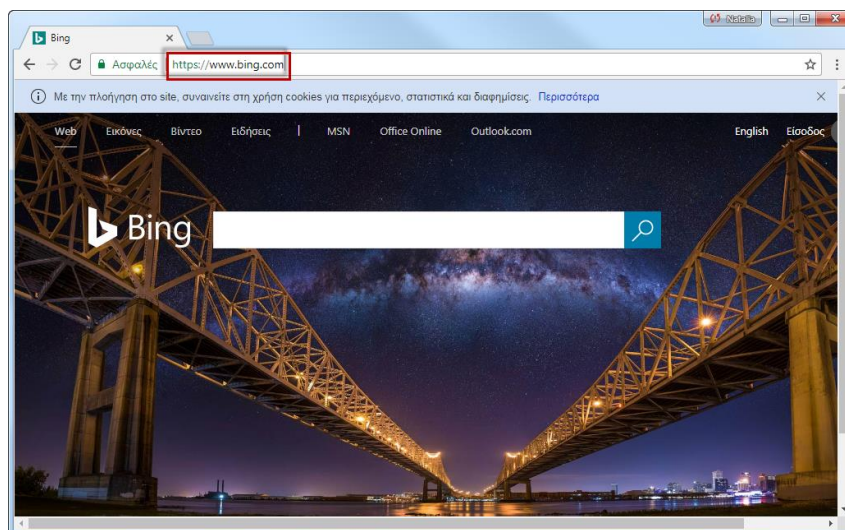 Natalia
Bing
Ασφαλές https://www.bing.com
Με την πλοήγηση στο site, συναινείτε στη χρήση cookies για περιεχόμενο, στατιστικά και διαφημίσεις. Περισσότερα
Web Εικόνες Βίντεο Ειδήσεις | MSN Office Online Outlook.com English Είσοδος
Bing